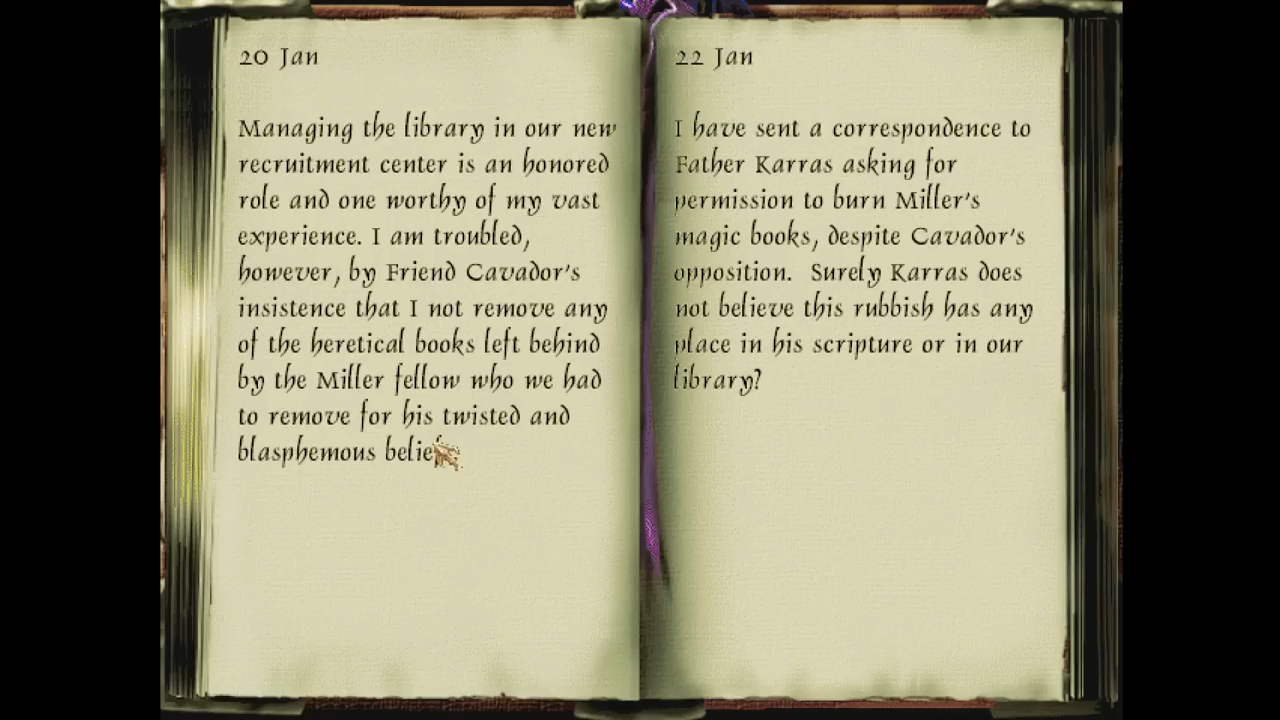 20 Jan
Managing the library in our new
recruitment center is an honored
role and one worthy of my vast
experience. I am troubled,
however, by Friend Cavador's
insistence that I not remove any
of the heretical books left behind
by the Miller fellow who we had
to remove for his twisted and
blasphemous
22 Jan
I have sent a correspondence to
Father Karras asking for
permission to burn Miller's
magic books, despite Cavador's
opposition. Surely Karras does
not believe this rubbish has any
place in his scripture or in our
library?